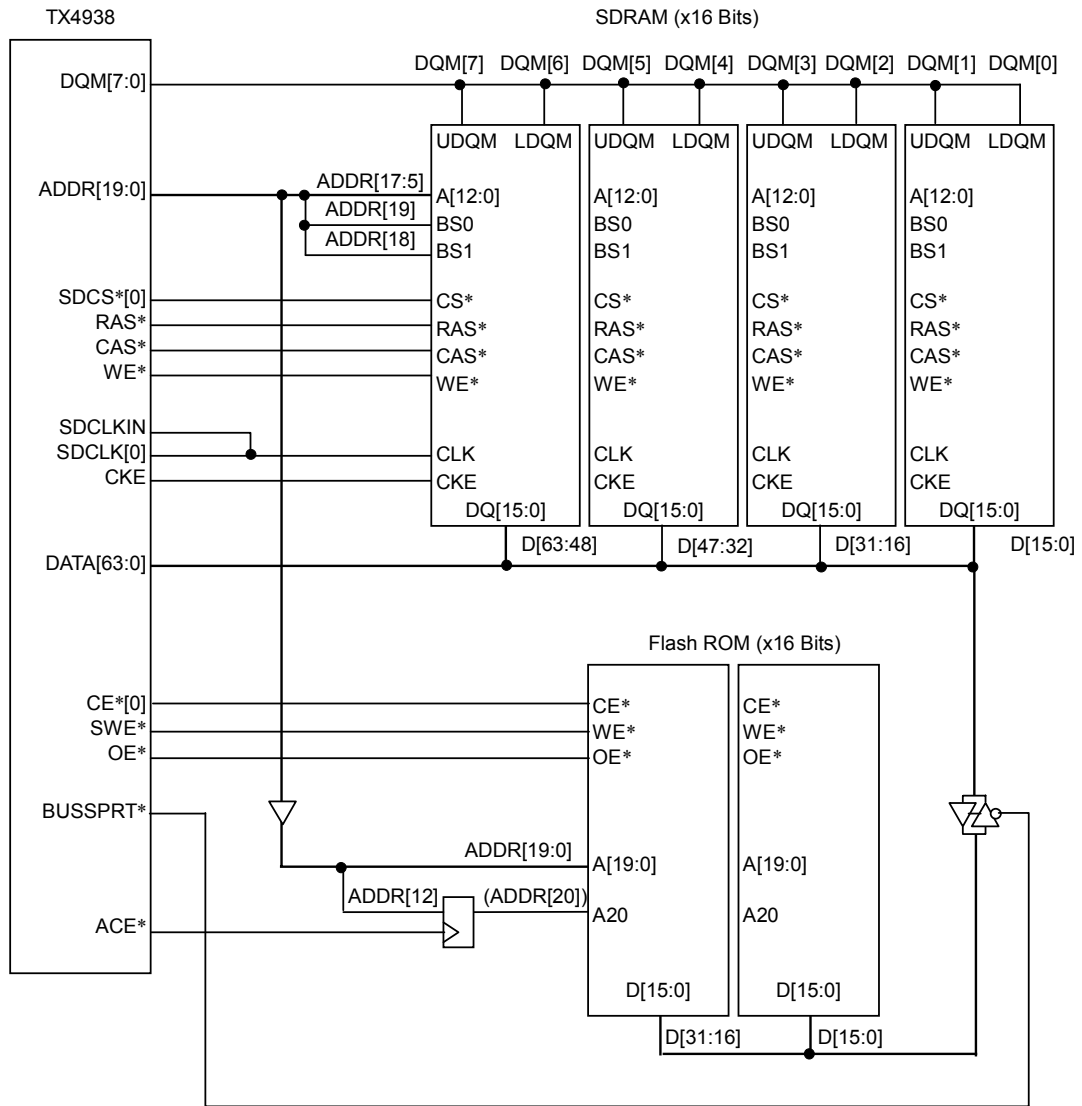 TX4938
SDRAM (x16 Bits)
DQM[7:0]
DQM[7] DQM[6] DQM[5] DQM[4] DQM[3] DQM[2] DQM[1] DQM[0]
UDQM LDQM UDQM LDQM UDQM LDQM UDQM LDQM
ADDR[19:0]
ADDR[17:5]
A[12:0] A[12:0] A[12:0] A[12:0]
ADDR[19]
BS0 BS0 BS0 BS0
ADDR[18]
BS1 BS1 BS1 BS1
SDCS*[0] CS* CS* CS* CS*
RAS* RAS* RAS* RAS* RAS*
CAS* CAS* CAS* CAS* CAS*
WE* WE* WE* WE* WE*
SDCLKIN
SDCLK[0] CLK CLK CLK CLK
CKE CKE CKE CKE CKE
DQ[15:0] DQ[15:0] DQ[15:0] DQ[15:0]
D[63:48] D[47:32] D[31:16] D[15:0]
DATA[63:0]
Flash ROM (x16 Bits)
CE*[0] CE* CE*
SWE* WE* WE*
OE* OE* OE*
BUSSPRT*
ADDR[19:0] A[19:0] A[19:0]
ADDR[12] (ADDR[20]) A20 A20
ACE*
D[15:0] D[15:0]
D[31:16] D[15:0]